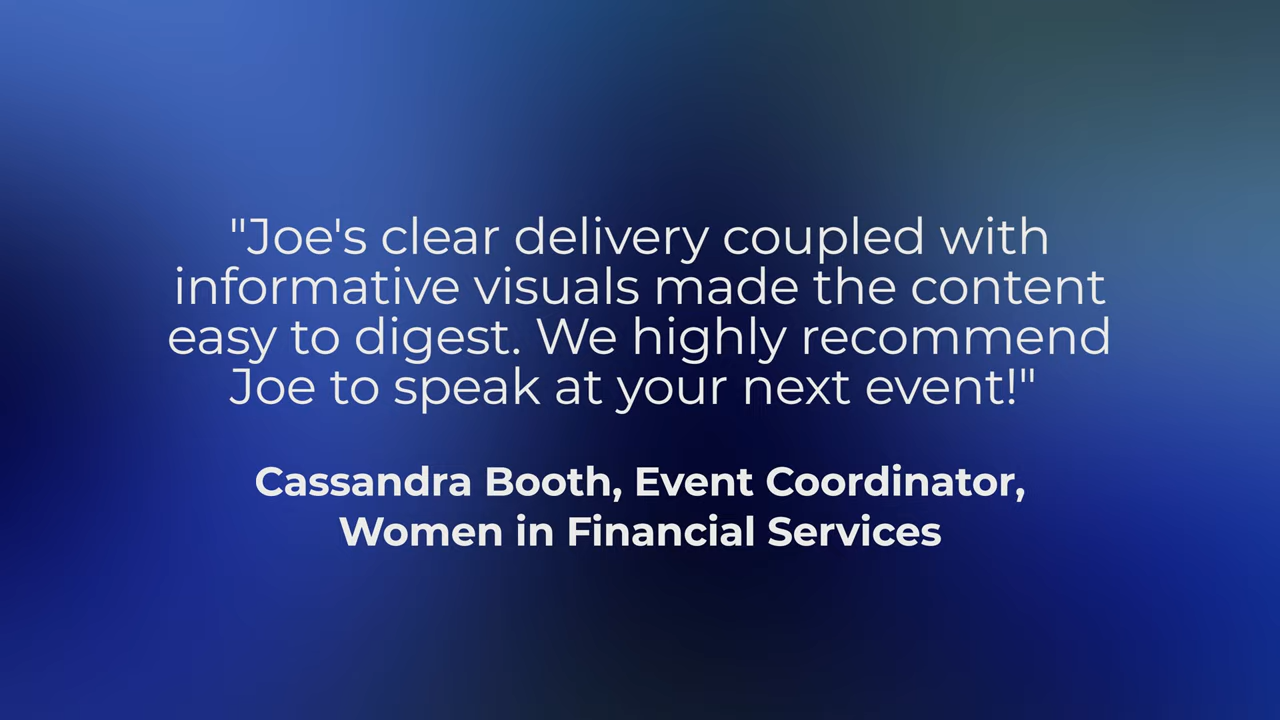 "Joe's clear delivery coupled with
informative visuals made the content
easy to digest. We highly recommend
Joe to speak at your next event!"
Cassandra Booth, Event Coordinator,
Women in Financial Services